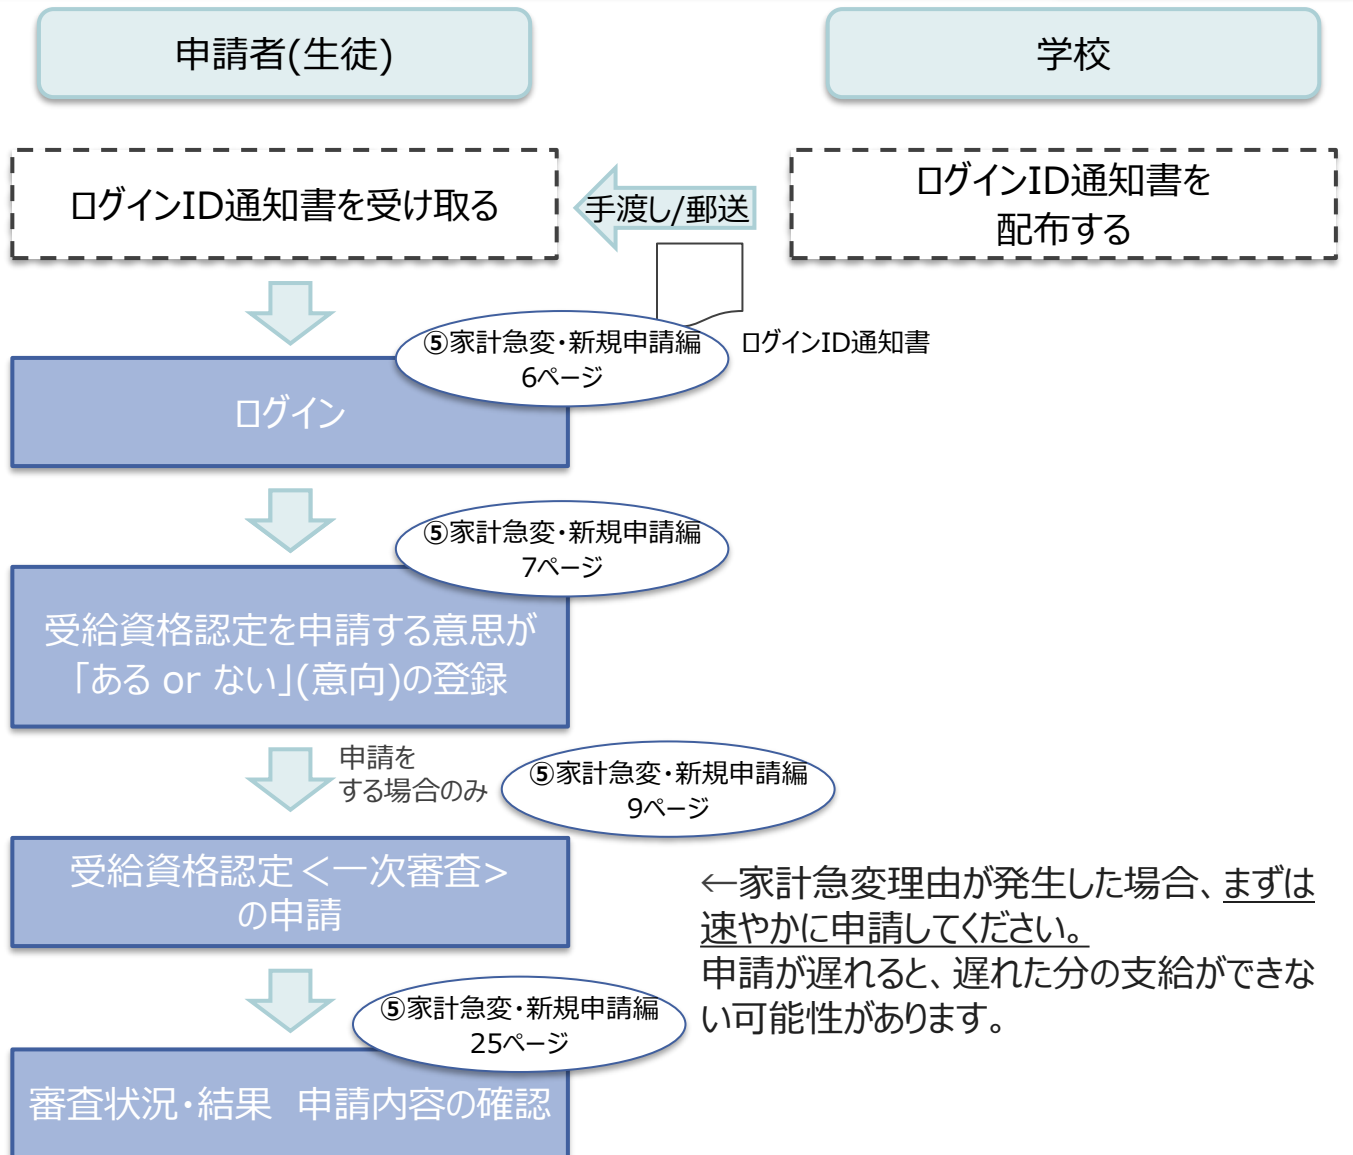 申請者(生徒)
学校
ログインID通知書を受け取る
手渡し/郵送
ログインID通知書を
配布する
ログインID通知書
⑤家計急変・新規申請編
6ページ
ログイン
⑤家計急変・新規申請編
7ページ
受給資格認定を申請する意思が
「ある or ない」(意向)の登録
申請を
する場合のみ
⑤家計急変・新規申請編
9ページ
受給資格認定＜一次審査>
の申請
←家計急変理由が発生した場合、まずは
速やかに申請してください。
申請が遅れると、遅れた分の支給ができな
い可能性があります。
⑤家計急変・新規申請編
25ページ
審査状況・結果　申請内容の確認